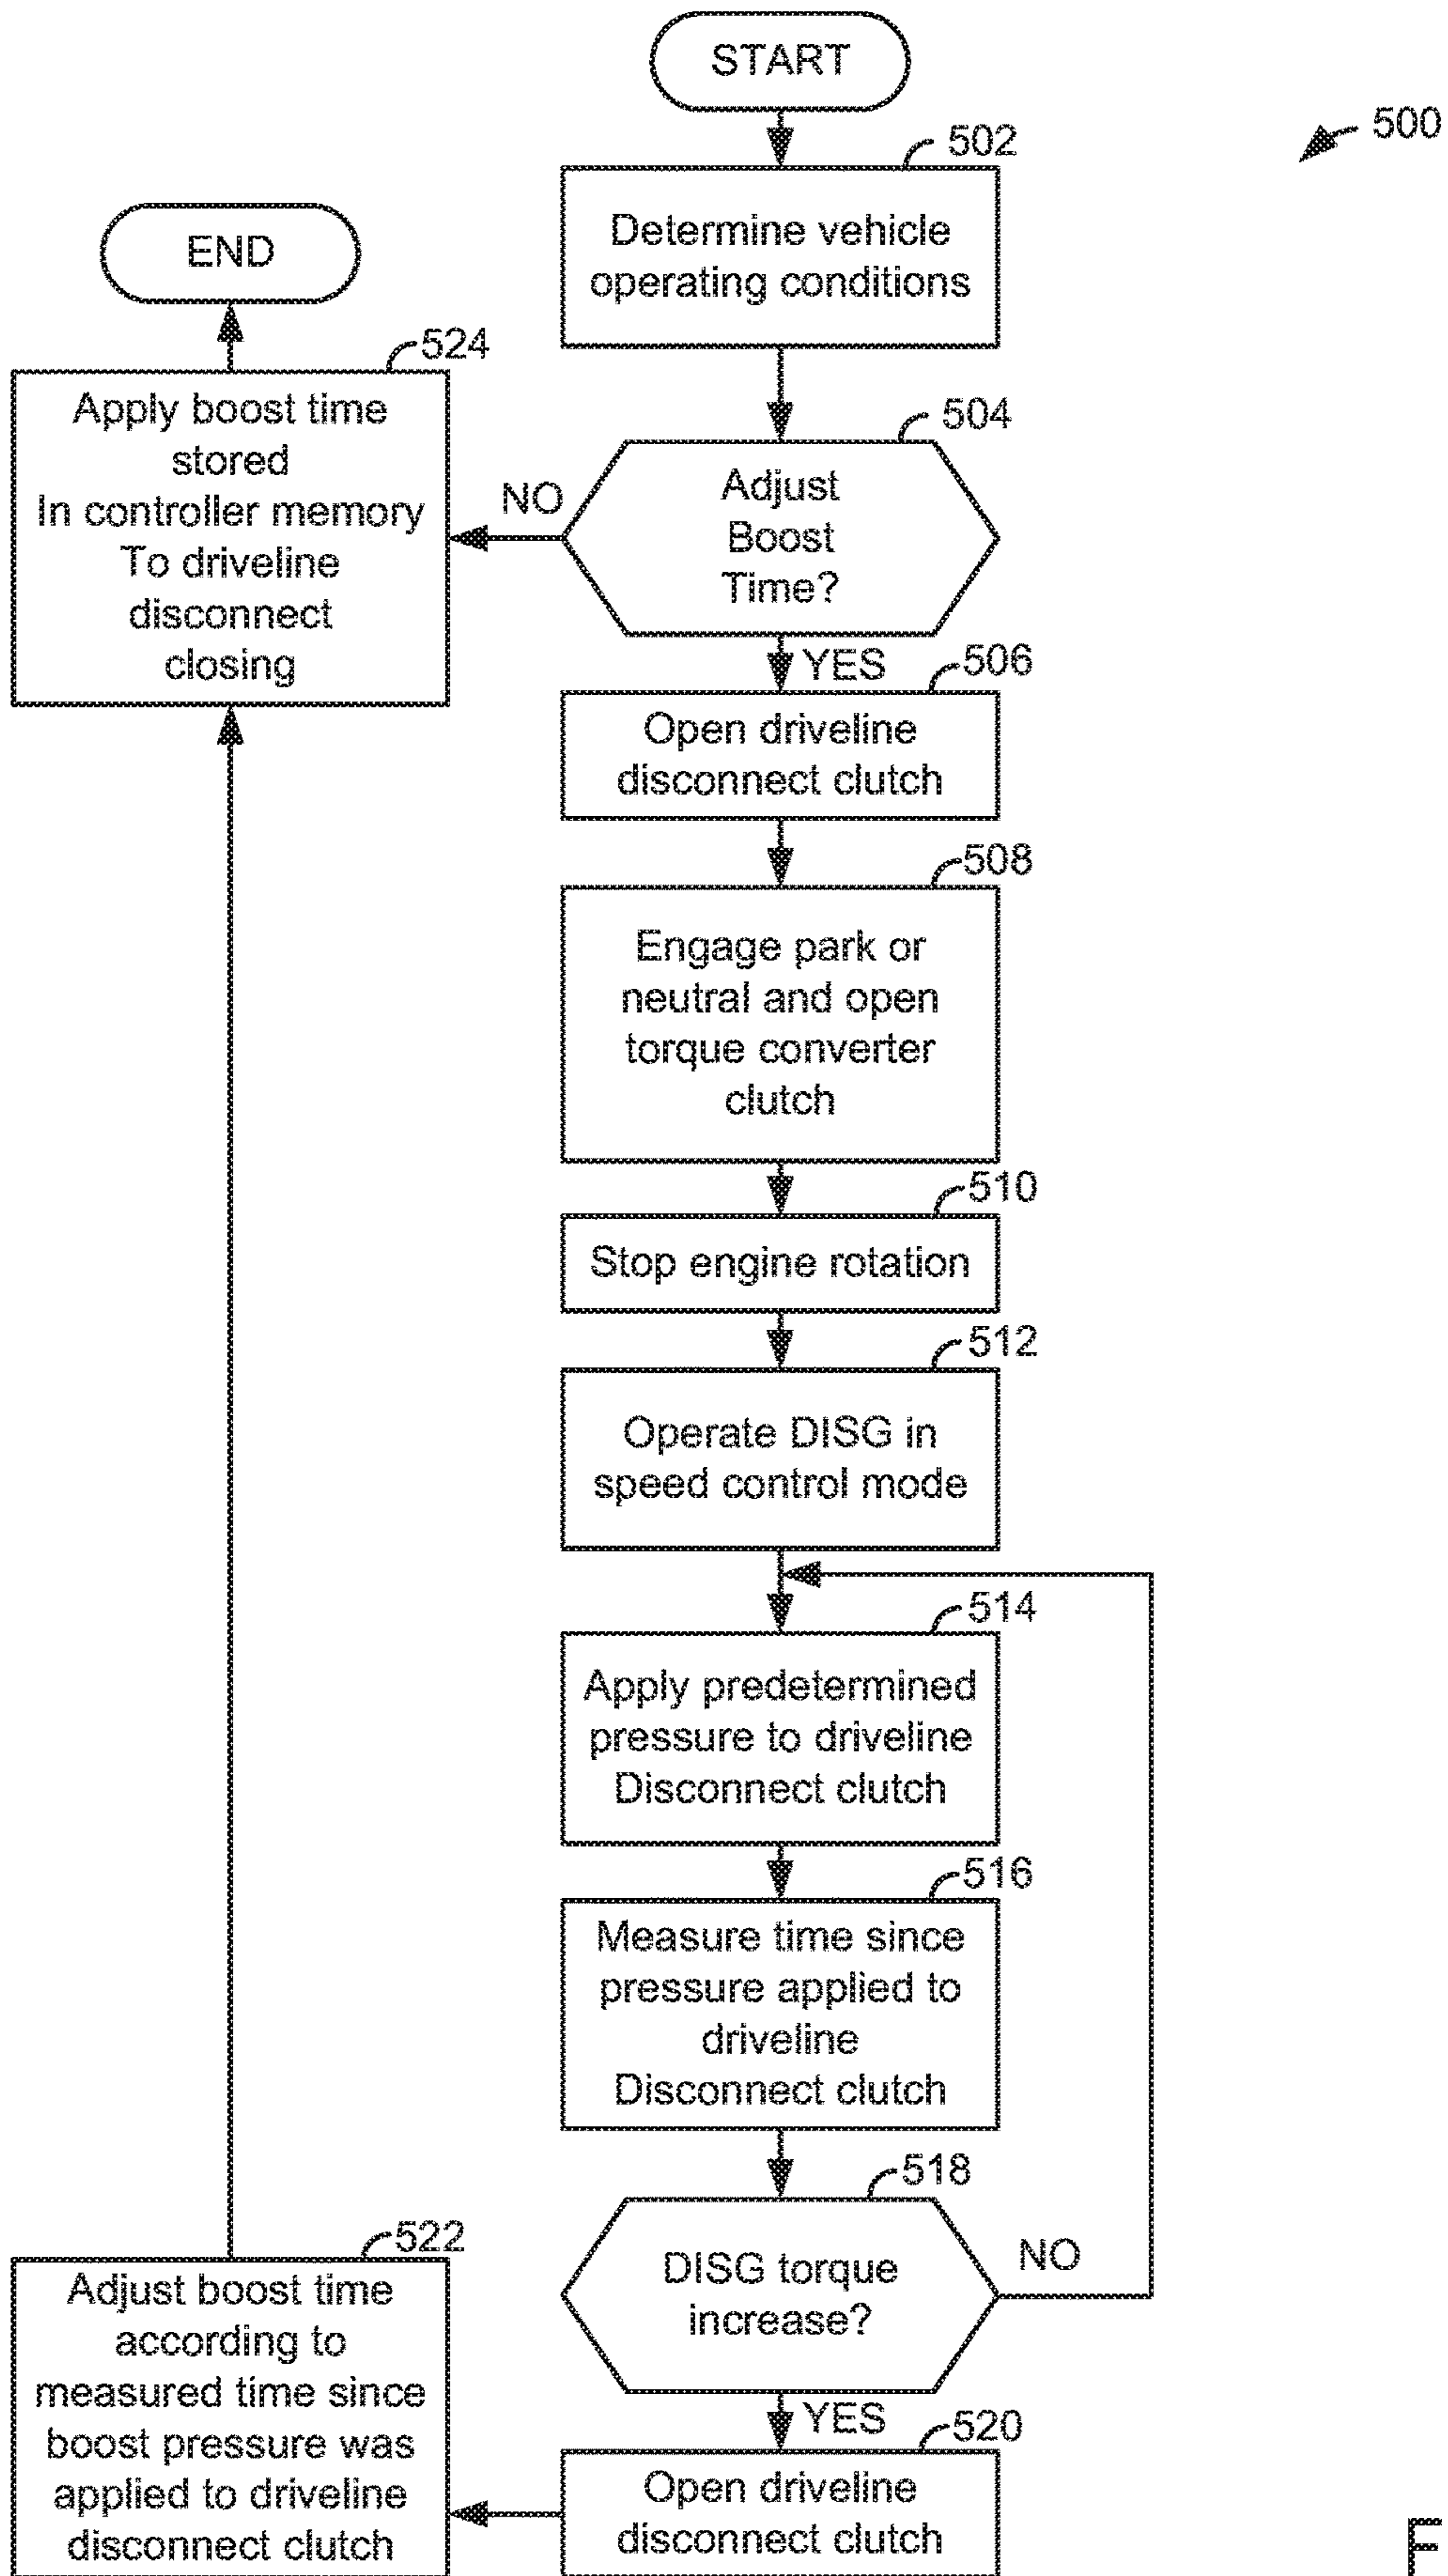 START
500
502
Determine vehicle
operating conditions
END
504
Adjust
Boost
Time?
NO
YES
524
Apply boost time
stored
In controller memory
To driveline
disconnect
closing
506
Open driveline
disconnect clutch
508
Engage park or
neutral and open
torque converter
clutch
510
Stop engine rotation
512
Operate DISG in
speed control mode
514
Apply predetermined
pressure to driveline
Disconnect clutch
516
Measure time since
pressure applied to
driveline
Disconnect clutch
518
DISG torque
increase?
NO
YES
520
Open driveline
disconnect clutch
522
Adjust boost time
according to
measured time since
boost pressure was
applied to driveline
disconnect clutch